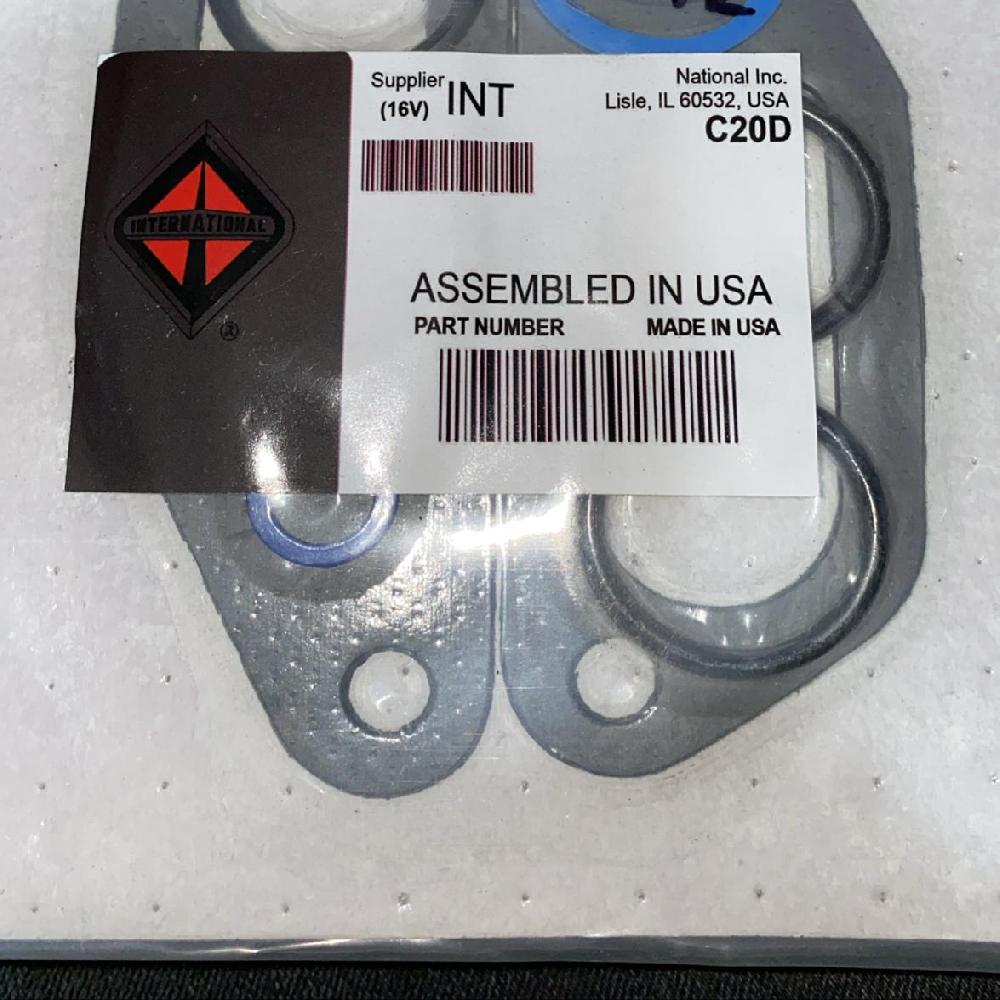 Supplier
(16V) INT
National Inc.
Lisle, IL 60532, USA
C20D
INTERNATIONAL
®
ASSEMBLED IN USA
PART NUMBER MADE IN USA